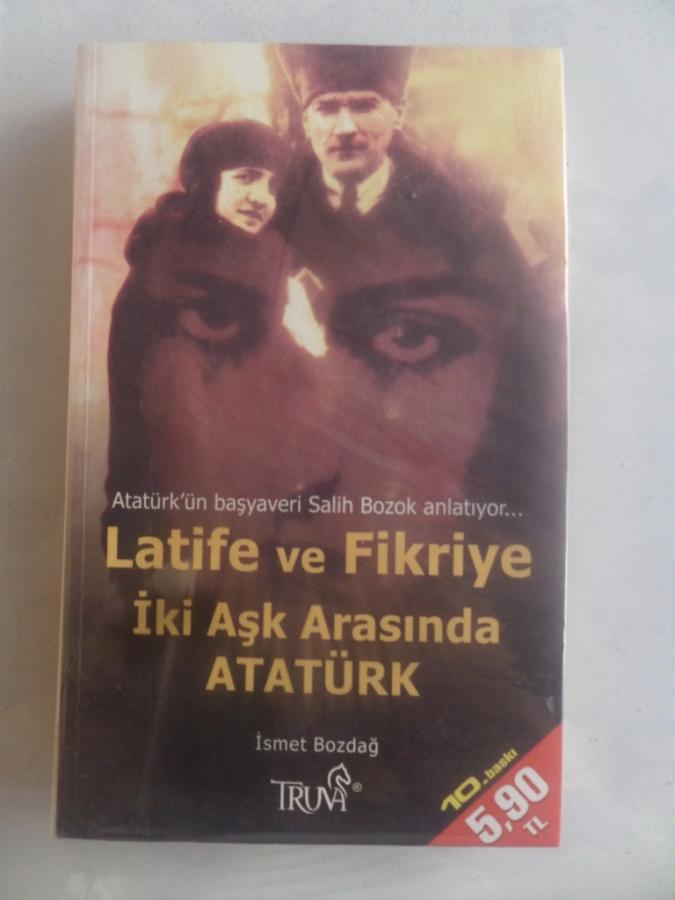 Atatürk'ün başyaveri Salih Bozok anlatıyor...
Latife ve Fikriye
İki Aşk Arasında
ATATÜRK
İsmet Bozdağ
TRUVA®
10.baskı
5,90
TL